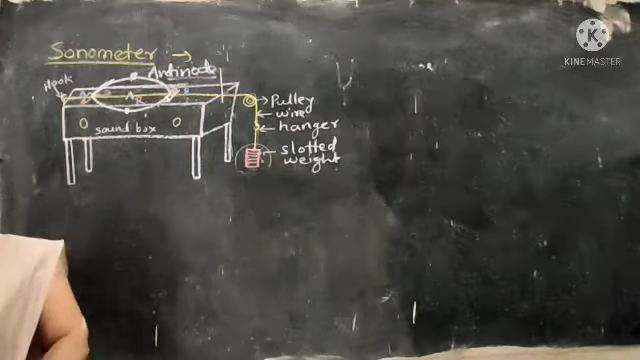 Sonometer →
Antinode
Hook
A
R
Pulley
wire
hanger
sound box
slotted
weight
K
KINEMASTER